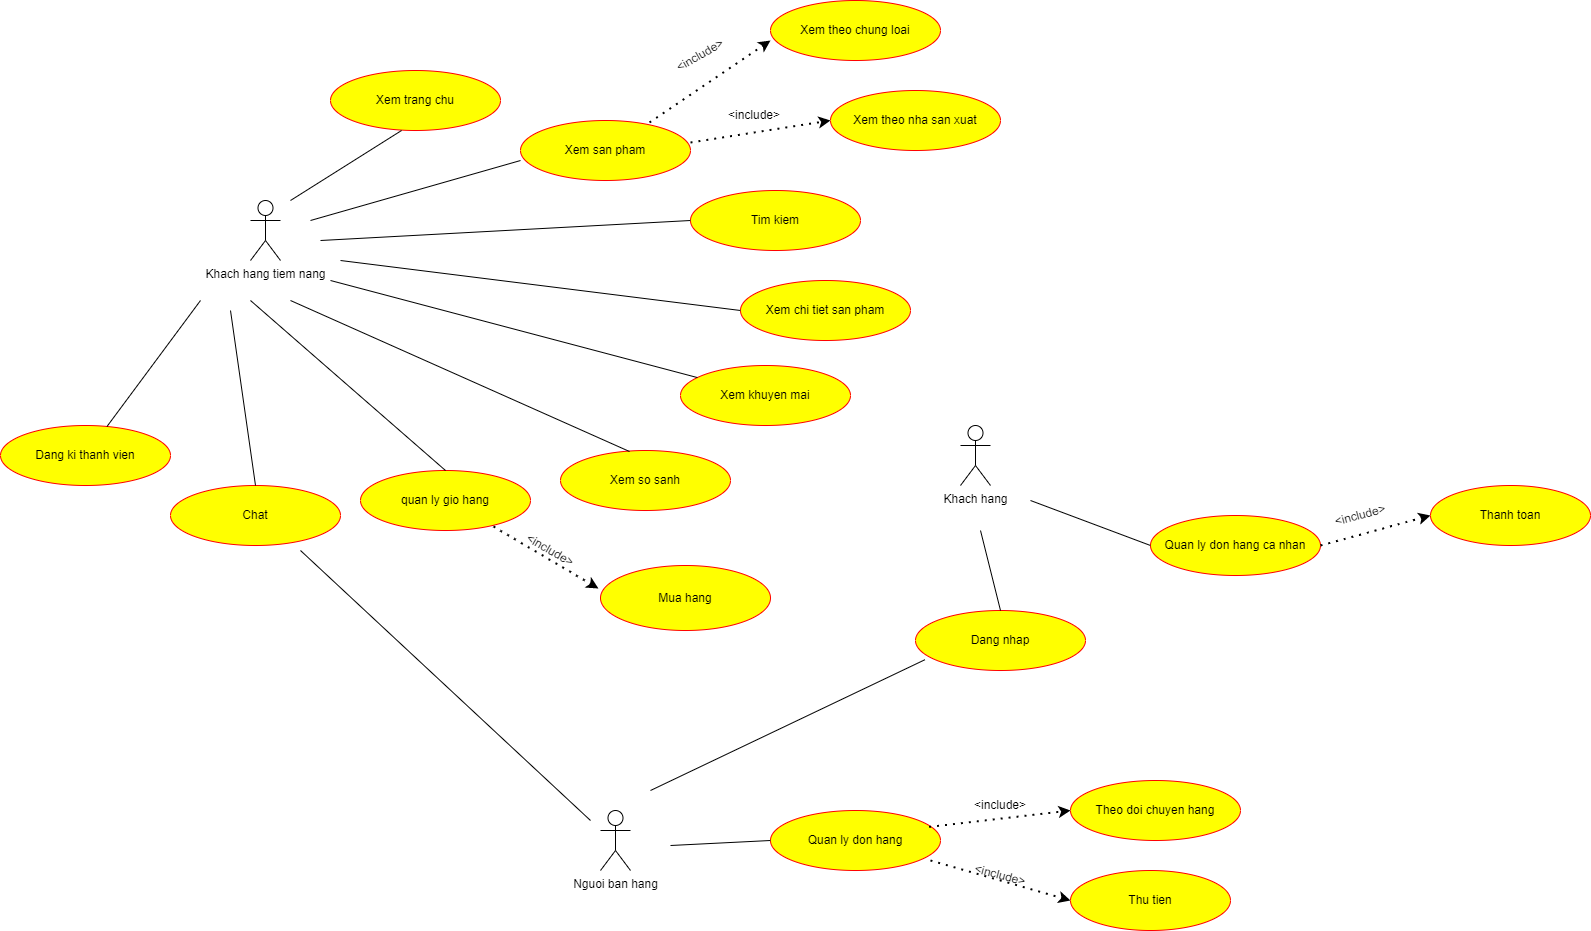 Xem theo chung loai
<include>
Xem trang chu
<include>
Xem theo nha san xuat
Xem san pham
Tim kiem
Khach hang tiem nang
Xem chi tiet san pham
Xem khuyen mai
Dang ki thanh vien
Xem so sanh
quan ly gio hang
Khach hang
Chat
<include>
Thanh toan
Quan ly don hang ca nhan
<include>
Mua hang
Dang nhap
<include>
Theo doi chuyen hang
Quan ly don hang
<include>
Nguoi ban hang
Thu tien